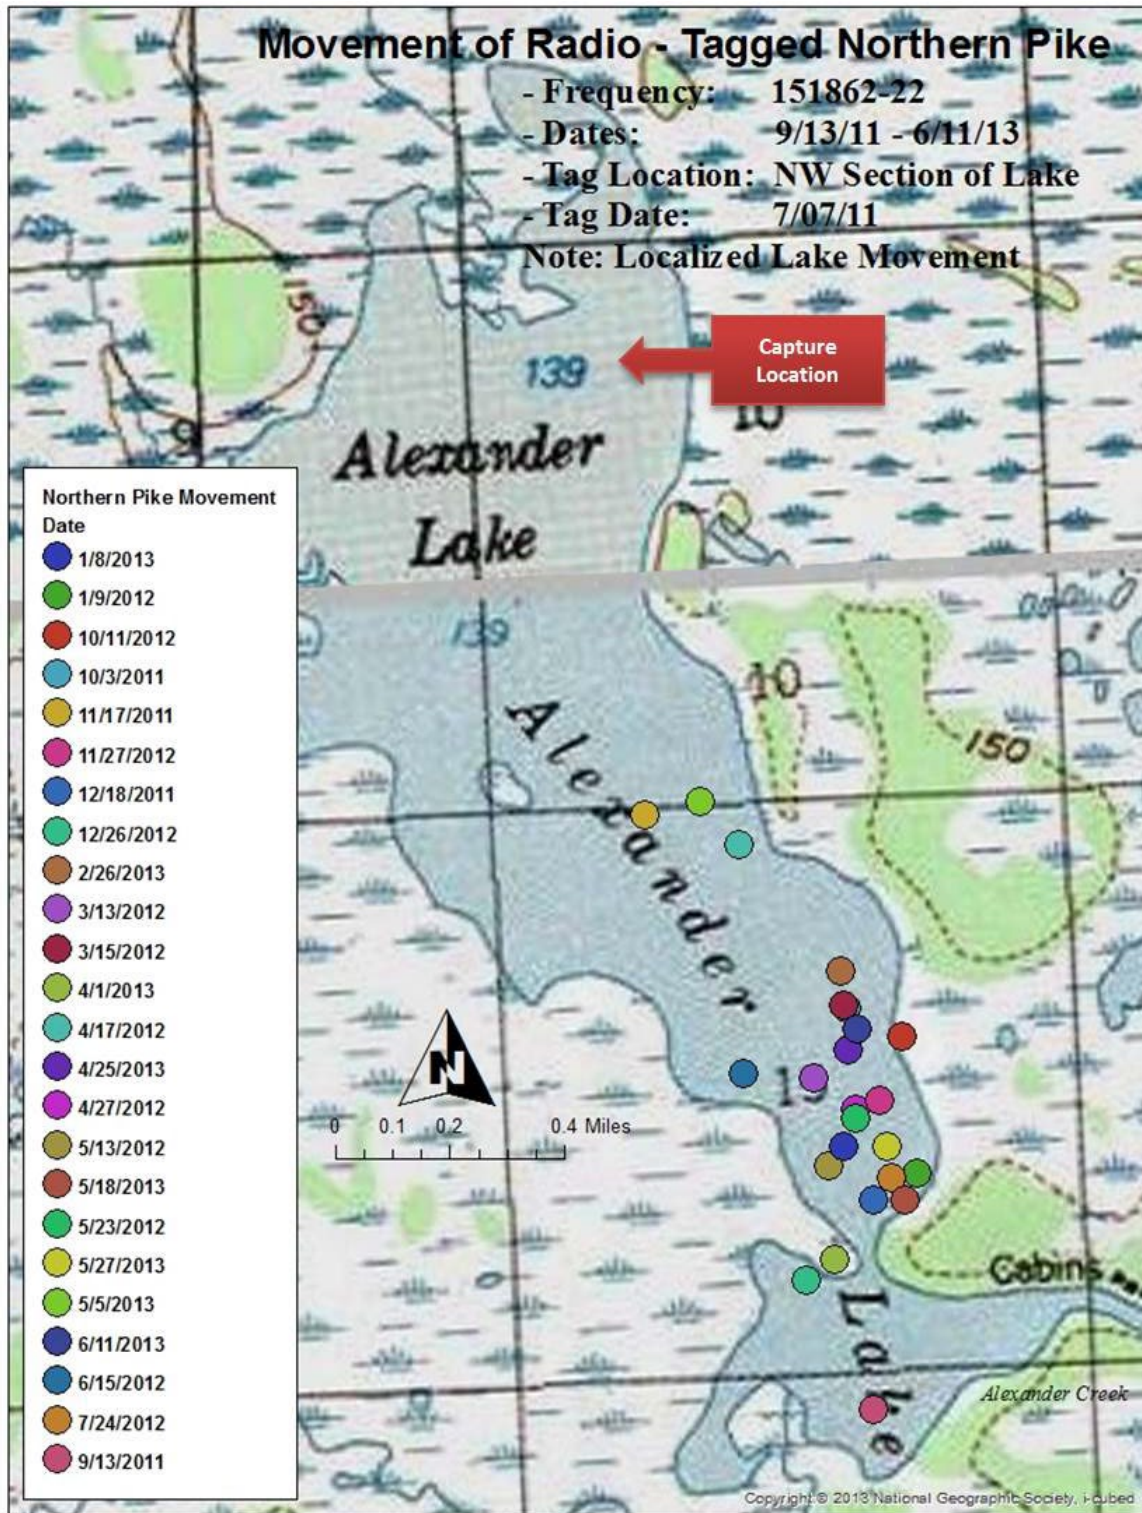 Movement of Radio - Tagged Northern Pike
- Frequency: 151862-22
- Dates: 9/13/11 - 6/11/13
- Tag Location: NW Section of Lake
- Tag Date: 7/07/11
Note: Localized Lake Movement
150
Capture
Location
139
10
9
Alexander
Lake
Northern Pike Movement
Date
1/8/2013
1/9/2012
10/11/2012
10/3/2011
11/17/2011
11/27/2012
12/18/2011
12/26/2012
2/26/2013
3/13/2012
3/15/2012
4/1/2013
4/17/2012
4/25/2013
4/27/2012
5/13/2012
5/18/2013
5/23/2012
5/27/2013
5/5/2013
6/11/2013
6/15/2012
7/24/2012
9/13/2011
139
10
150
Alexander
N
0 0.1 0.2 0.4 Miles
Cabins
Lake
Alexander Creek
Copyright:© 2013 National Geographic Society, i-cubed